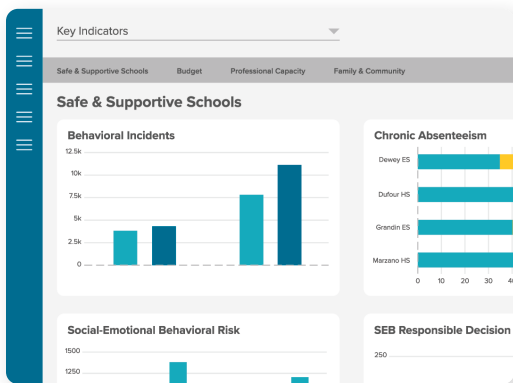 Key Indicators
Safe & Supportive Schools Budget Professional Capacity Family & Community
Safe & Supportive Schools
Behavioral Incidents
12.5k
10k
7.5k
5k
2.5k
0
Chronic Absenteeism
Dewey ES
Dufour HS
Grandin ES
Marzano HS
0 10 20 30 40
Social-Emotional Behavioral Risk
1500
1250
SEB Responsible Decision
250